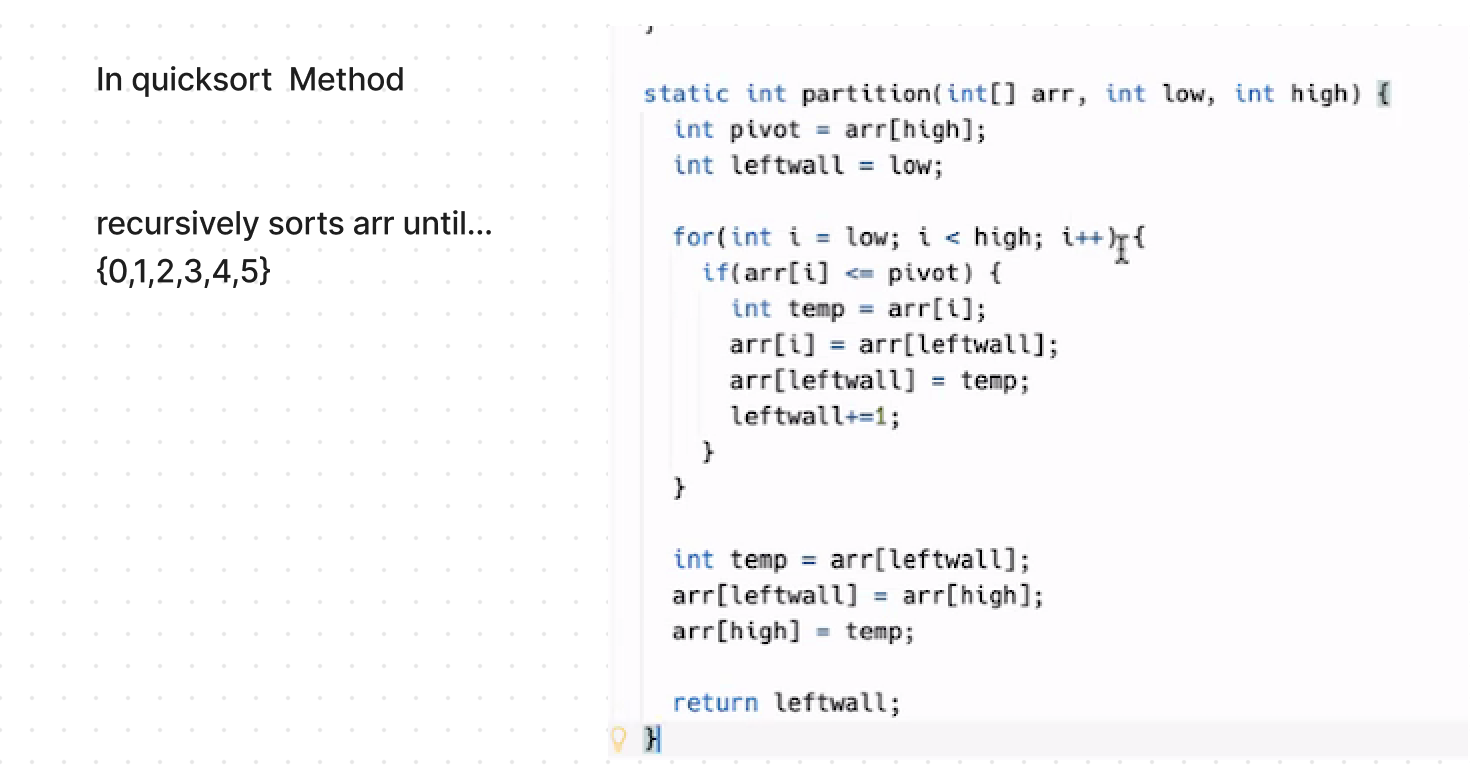 In quicksort  Method
recursively sorts arr until...
{0,1,2,3,4,5}
static int partition(int[] arr, int low, int high) {
int pivot = arr[high];
int leftwall = low;
for(int i = low; i < high; i++) {
if(arr[i] <= pivot) {
int temp = arr[i];
arr[i] = arr[leftwall];
arr[leftwall] = temp;
leftwall+=1;
}
}
int temp = arr[leftwall];
arr[leftwall] = arr[high];
arr[high] = temp;
return leftwall;
}